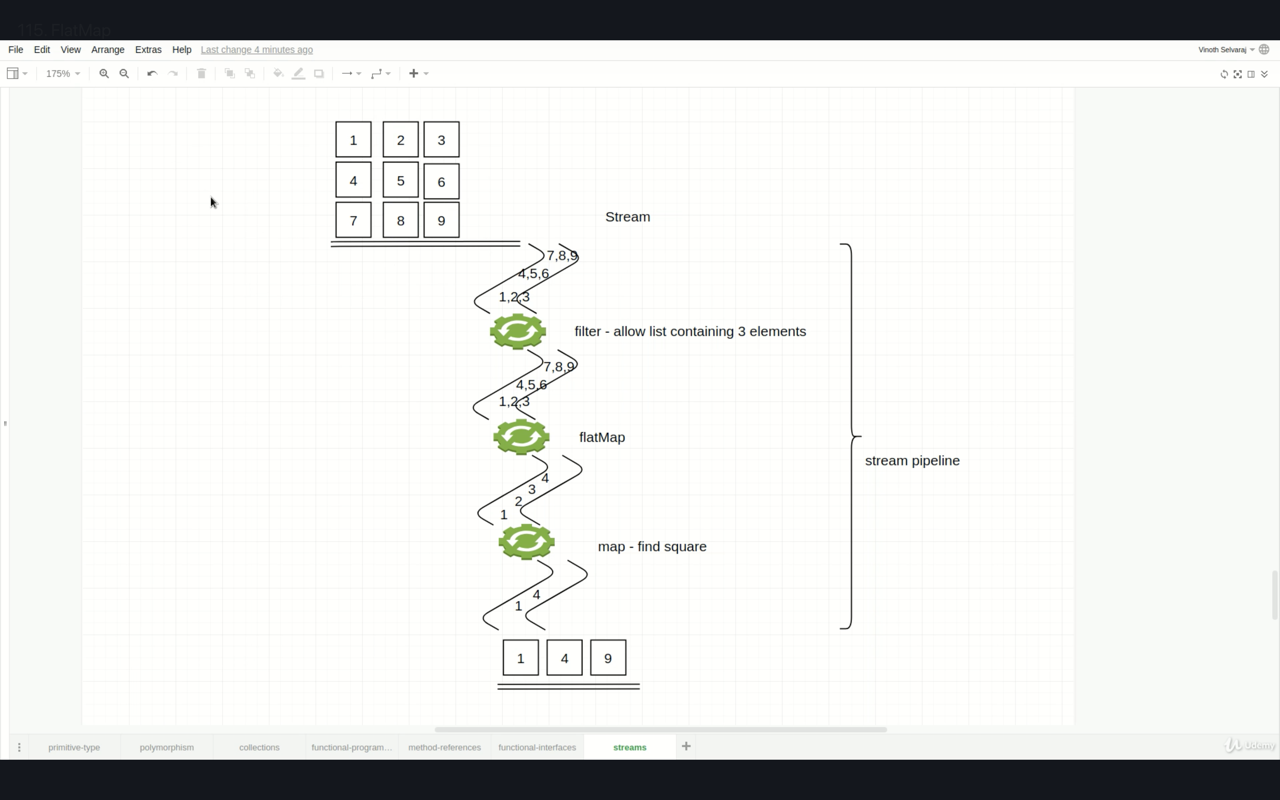 115. FlatMap
File Edit View Arrange Extras Help Last change 4 minutes ago
Vinoth Selvaraj
175%
1 2 3
4 5 6
7 8 9
Stream
7,8,9
4,5,6
1,2,3
filter - allow list containing 3 elements
7,8,9
4,5,6
1,2,3
flatMap
4
3
2
1
stream pipeline
map - find square
4
1
1 4 9
primitive-type polymorphism collections functional-program... method-references functional-interfaces streams
Udemy